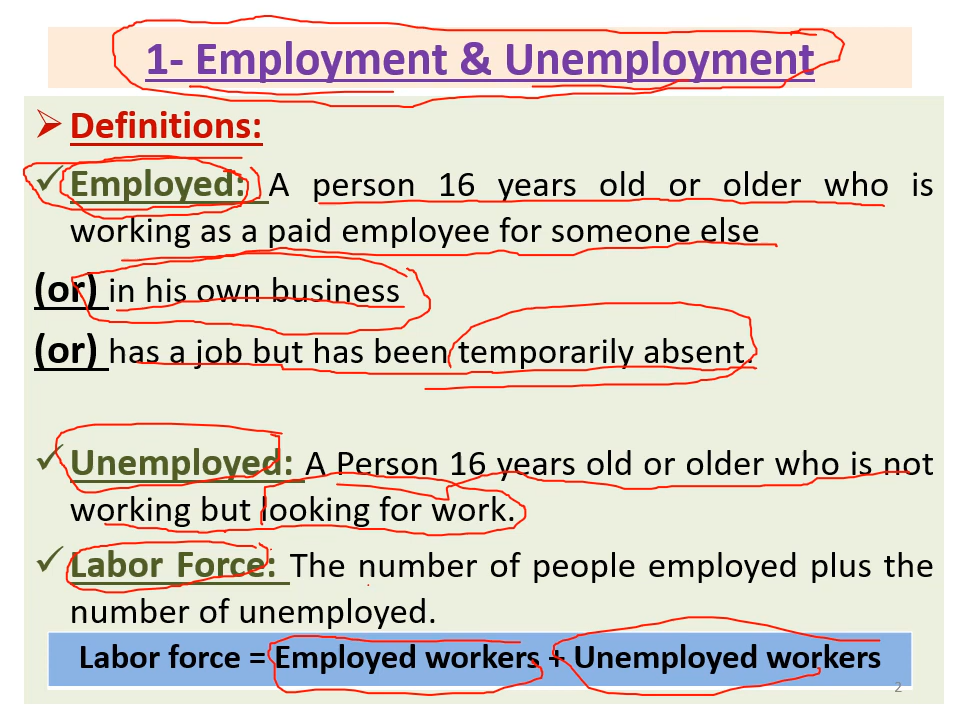 1- Employment & Unemployment
Definitions:
Employed: A person 16 years old or older who is
working as a paid employee for someone else
(or) in his own business
(or) has a job but has been temporarily absent.
Unemployed: A Person 16 years old or older who is not
working but looking for work.
Labor Force: The number of people employed plus the
number of unemployed.
Labor force = Employed workers + Unemployed workers
2